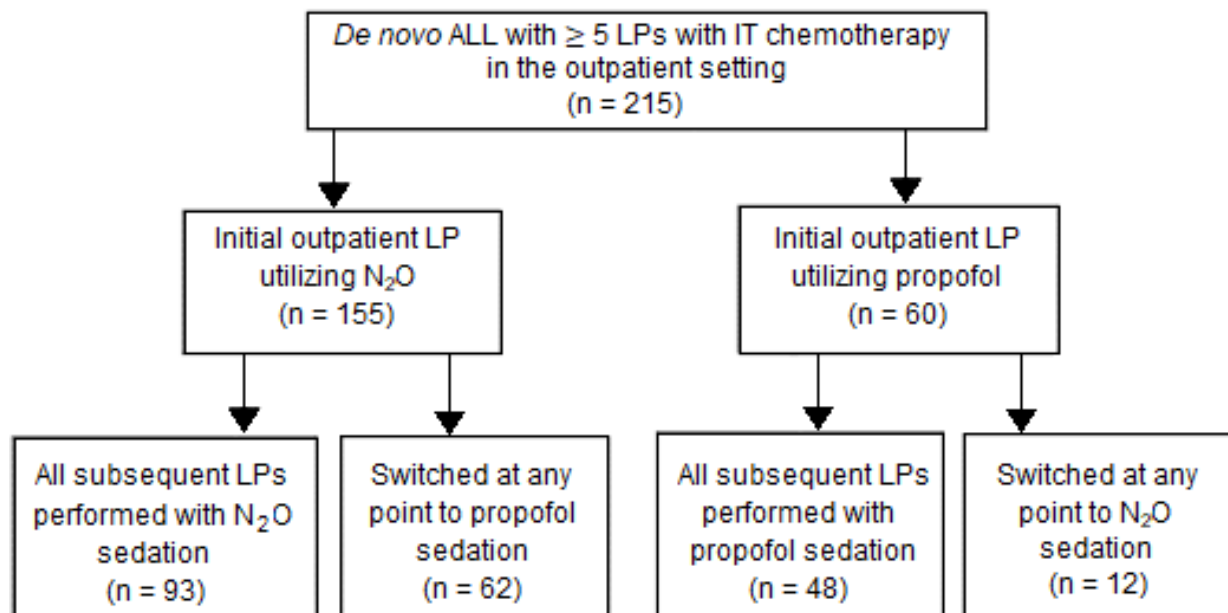 De novo ALL with ≥ 5 LPs with IT chemotherapy
in the outpatient setting
(n = 215)
Initial outpatient LP
utilizing N₂O
(n = 155)
Initial outpatient LP
utilizing propofol
(n = 60)
All subsequent LPs
performed with N₂O
sedation
(n = 93)
Switched at any
point to propofol
sedation
(n = 62)
All subsequent LPs
performed with
propofol sedation
(n = 48)
Switched at any
point to N₂O
sedation
(n = 12)